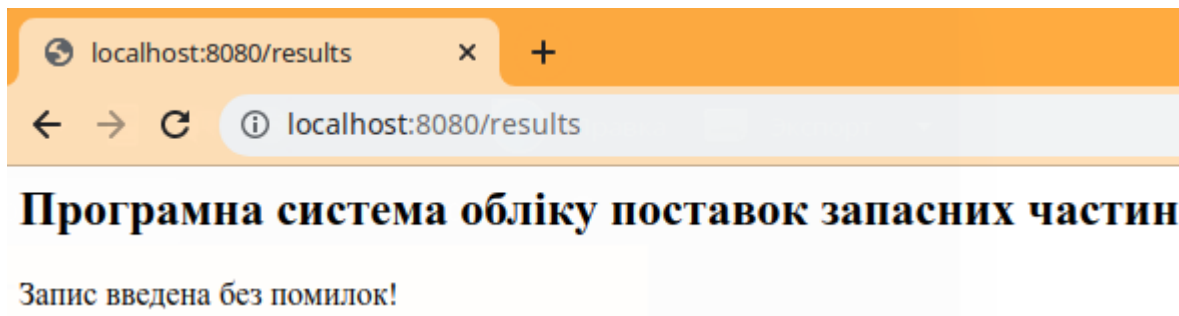 localhost:8080/results
localhost:8080/results
Програмна система обліку поставок запасних частин
Запис введена без помилок!